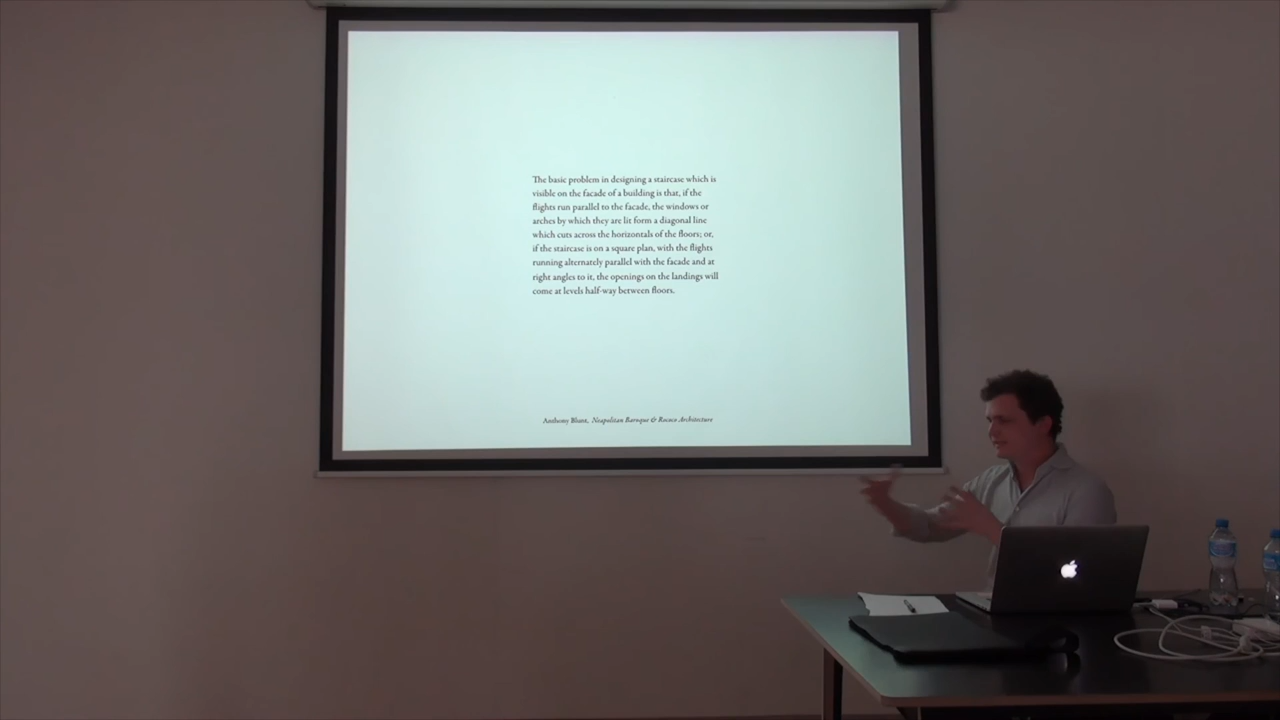 The basic problem in designing a staircase which is
visible on the facade of a building is that, if the
flights run parallel to the facade, the windows or
arches by which they are lit form a diagonal line
which cuts across the horizontals of the floors; or,
if the staircase is on a square plan, with the flights
running alternately parallel with the facade and at
right angles to it, the openings on the landings will
come at levels half-way between floors.
Anthony Blunt, Neapolitan Baroque & Rococo Architecture